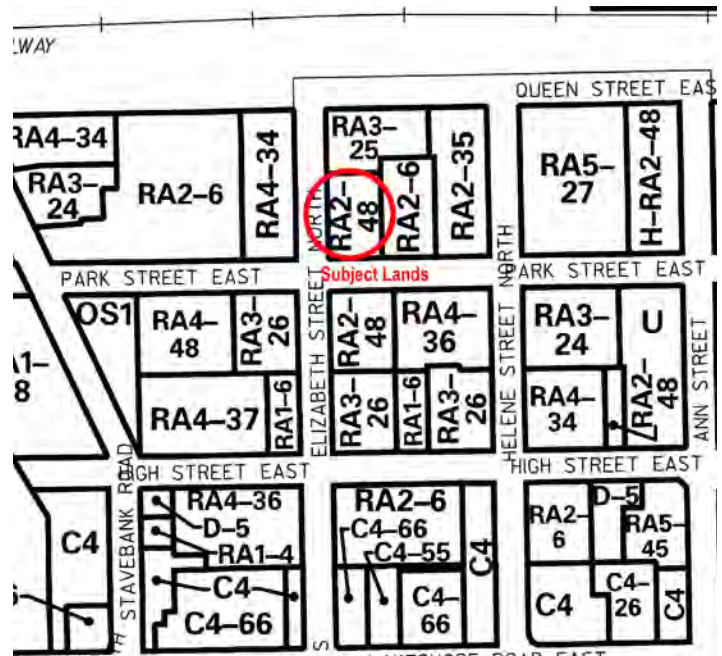 QUEEN STREET EAS
RA4–34
RA3–
24
RA2–6
RA4–34
RA3–
25
RA2–
48
RA2–6
RA2–35
RA5–
27
H–RA2–48
Subject Lands
PARK STREET EAST
PARK STREET EAST
ELIZABETH STREET NORTH
HELENE STREET NORTH
OS1
RA4–
48
RA3–
26
RA2–
48
RA4–
36
RA3–
24
U
RA4–37
RA1–6
RA3–
26
RA1–6
RA3–
26
RA4–
34
RA2–
48
ANN STREET
STAVEBANK ROAD
HIGH STREET EAST
HIGH STREET EAST
C4
RA4–36
D–5
RA1–4
C4
C4–66
RA2–6
C4–66
C4–55
C4–
66
C4
RA2–
6
D–5
RA5–
45
C4
C4–
26
C4